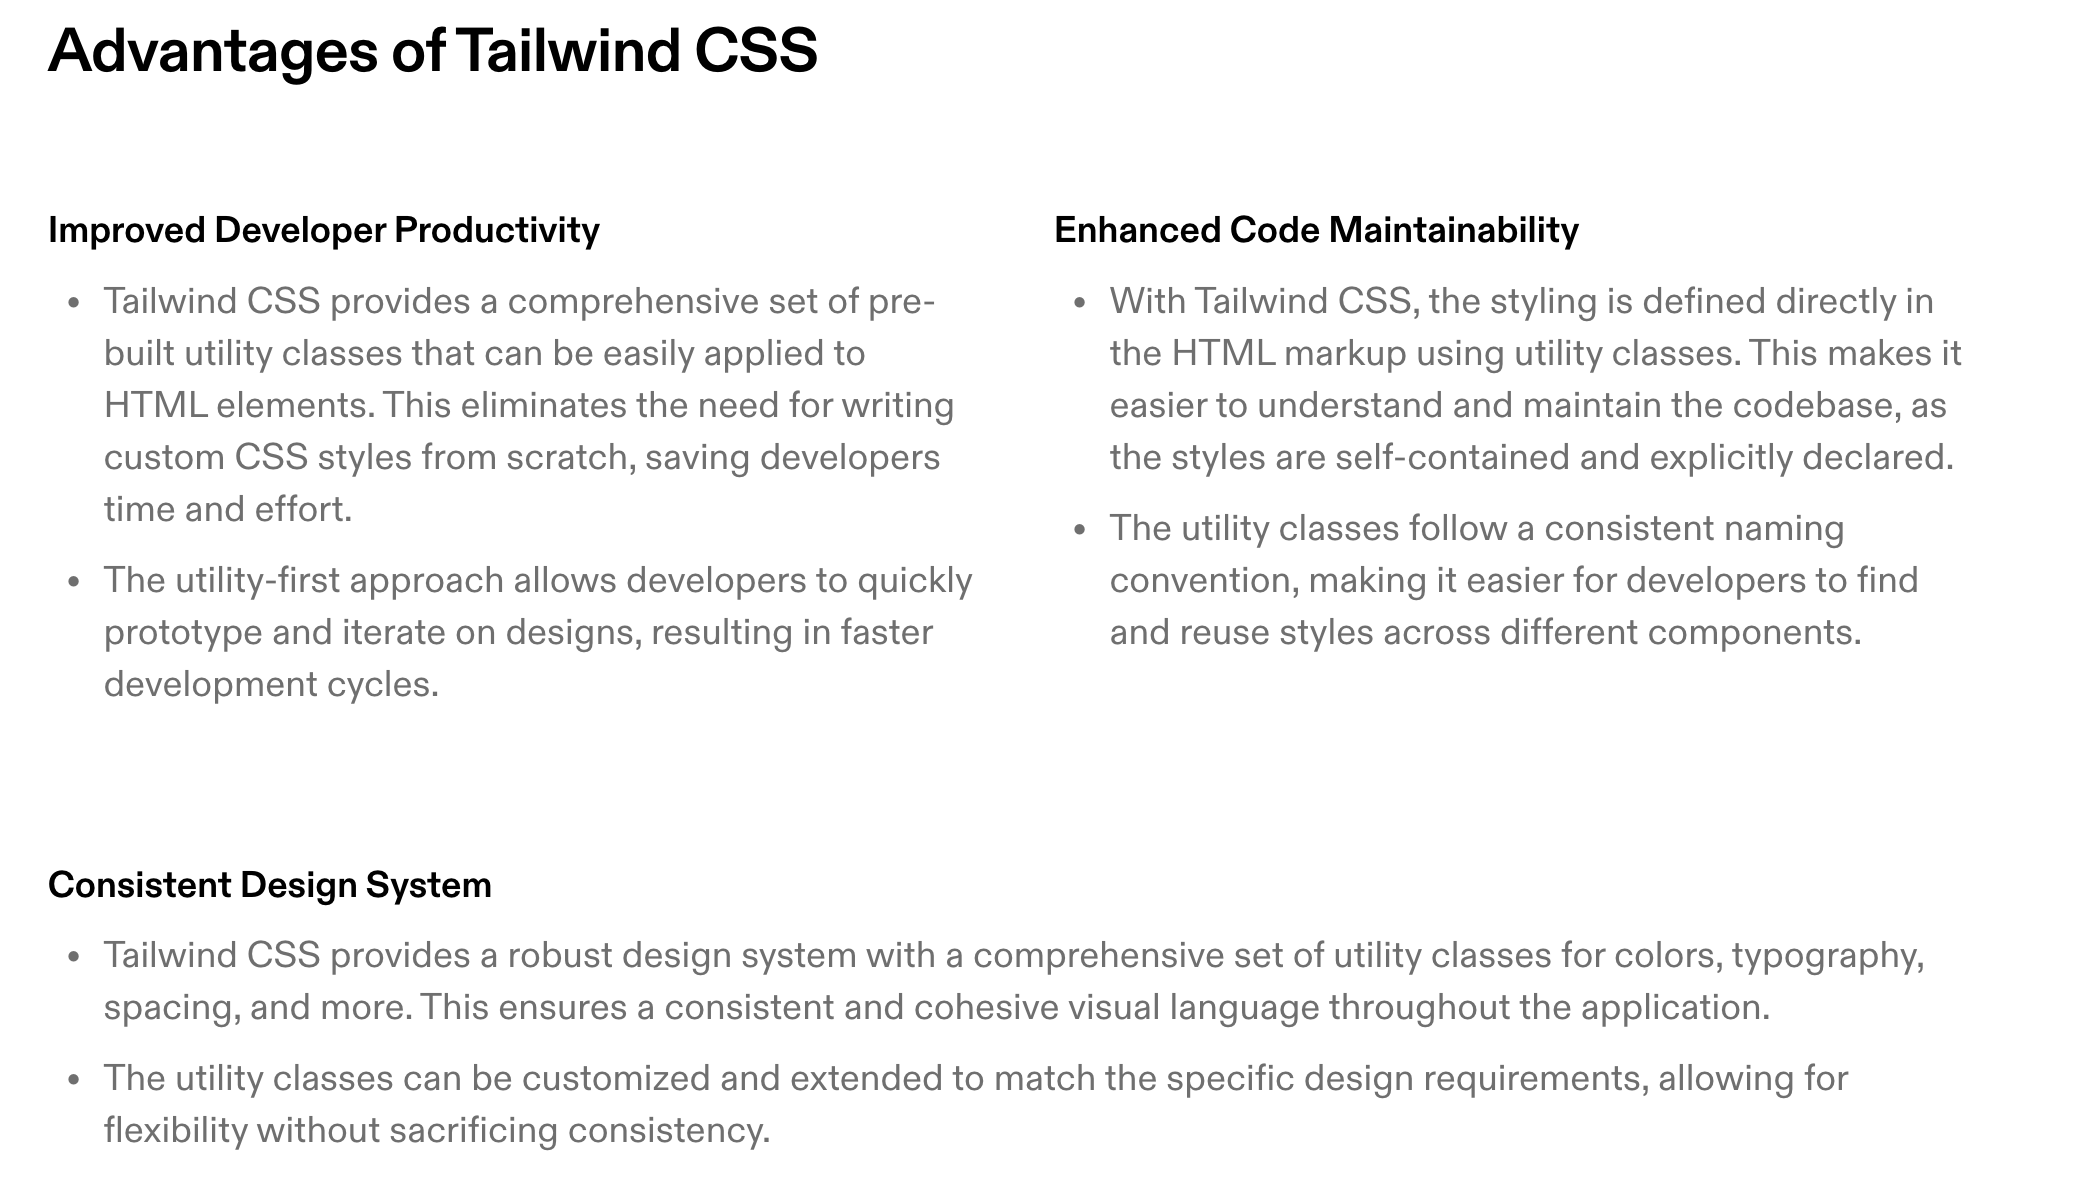 Advantages of Tailwind CSS
Improved Developer Productivity
• Tailwind CSS provides a comprehensive set of pre-
built utility classes that can be easily applied to
HTML elements. This eliminates the need for writing
custom CSS styles from scratch, saving developers
time and effort.
• The utility-first approach allows developers to quickly
prototype and iterate on designs, resulting in faster
development cycles.
Enhanced Code Maintainability
• With Tailwind CSS, the styling is defined directly in
the HTML markup using utility classes. This makes it
easier to understand and maintain the codebase, as
the styles are self-contained and explicitly declared.
• The utility classes follow a consistent naming
convention, making it easier for developers to find
and reuse styles across different components.
Consistent Design System
• Tailwind CSS provides a robust design system with a comprehensive set of utility classes for colors, typography,
spacing, and more. This ensures a consistent and cohesive visual language throughout the application.
• The utility classes can be customized and extended to match the specific design requirements, allowing for
flexibility without sacrificing consistency.